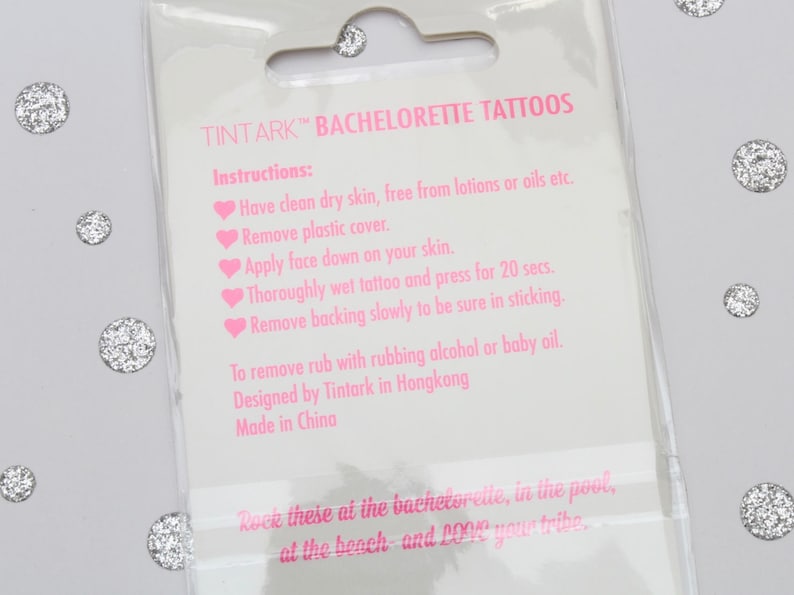 TINTARK™ BACHELORETTE TATTOOS
Instructions:
Have clean dry skin, free from lotions or oils etc.
Remove plastic cover.
Apply face down on your skin.
Thoroughly wet tattoo and press for 20 secs.
Remove backing slowly to be sure in sticking.
To remove rub with rubbing alcohol or baby oil.
Designed by Tintark in Hongkong
Made in China
Rock these at the bachelorette, in the pool,
at the beach- and LOVE your tribe.